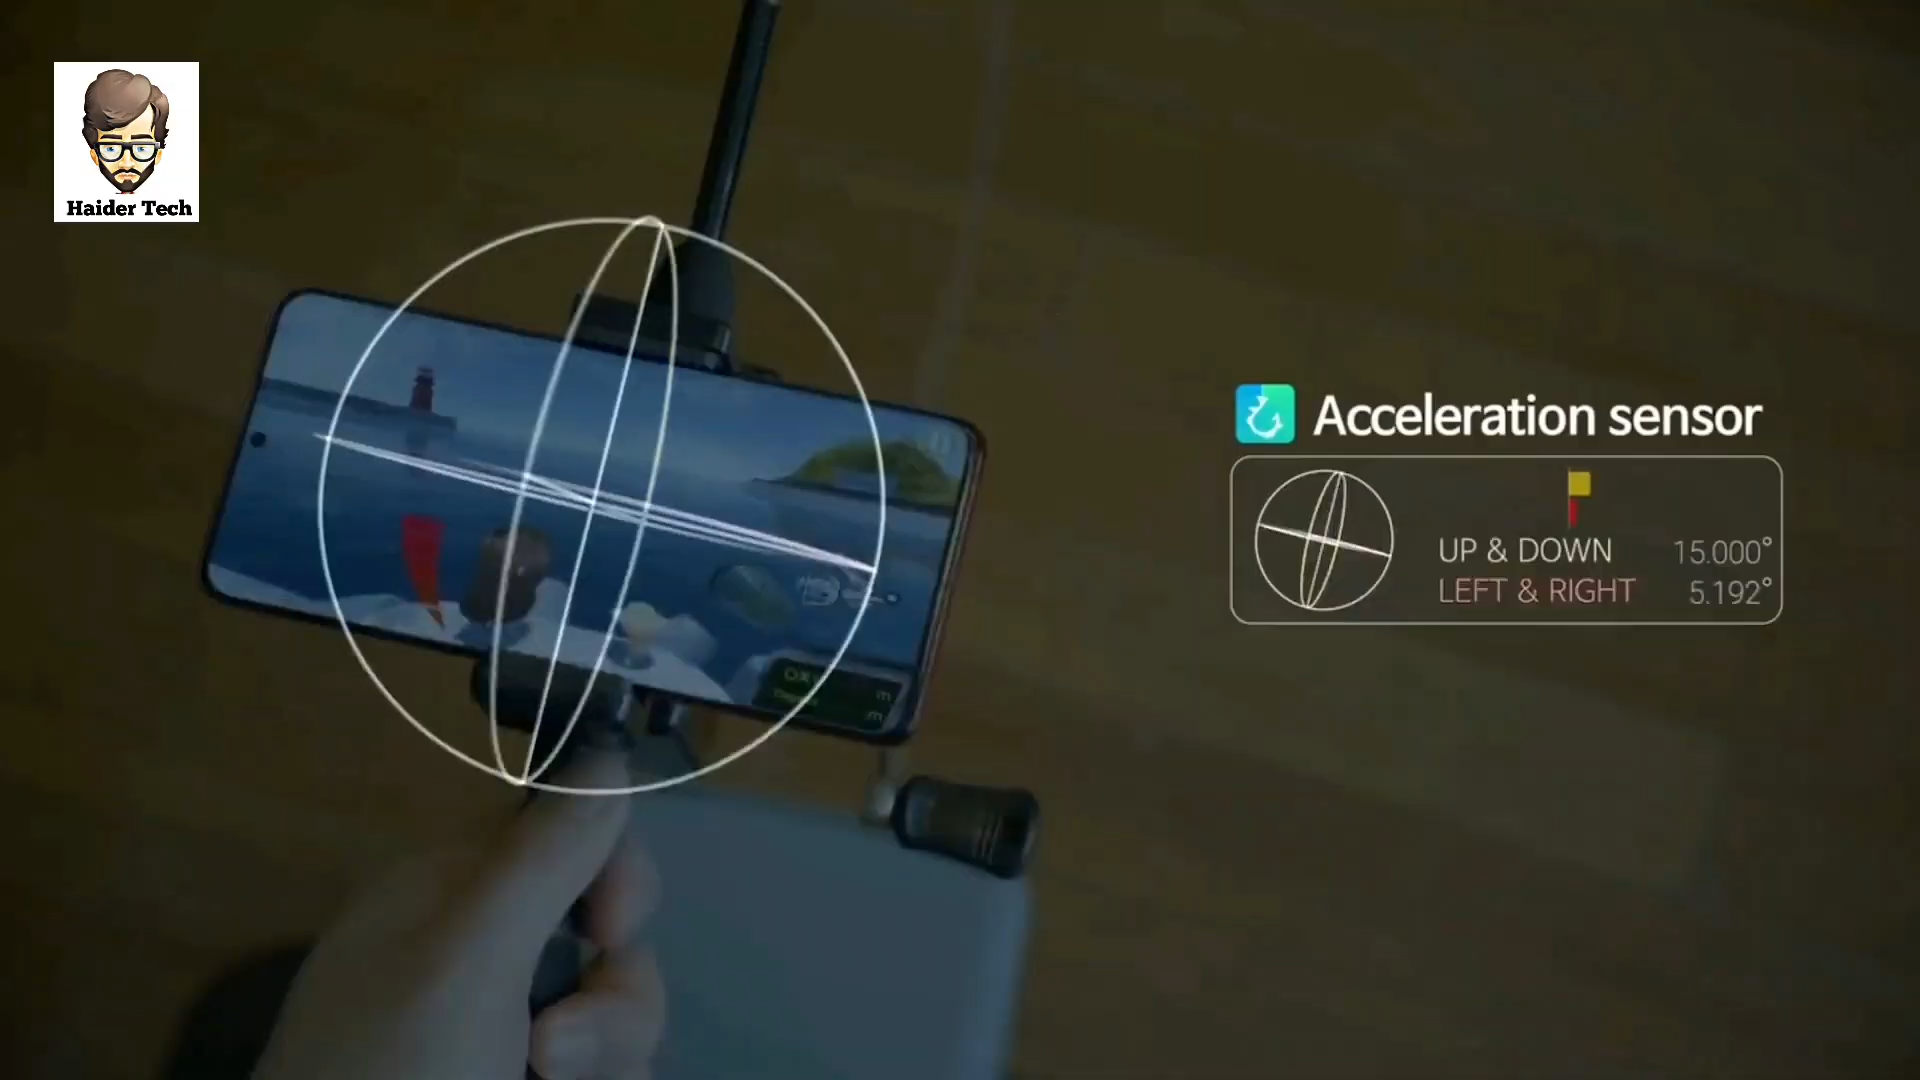 Haider Tech
Acceleration sensor
UP & DOWN 15.000°
LEFT & RIGHT 5.192°
m
m